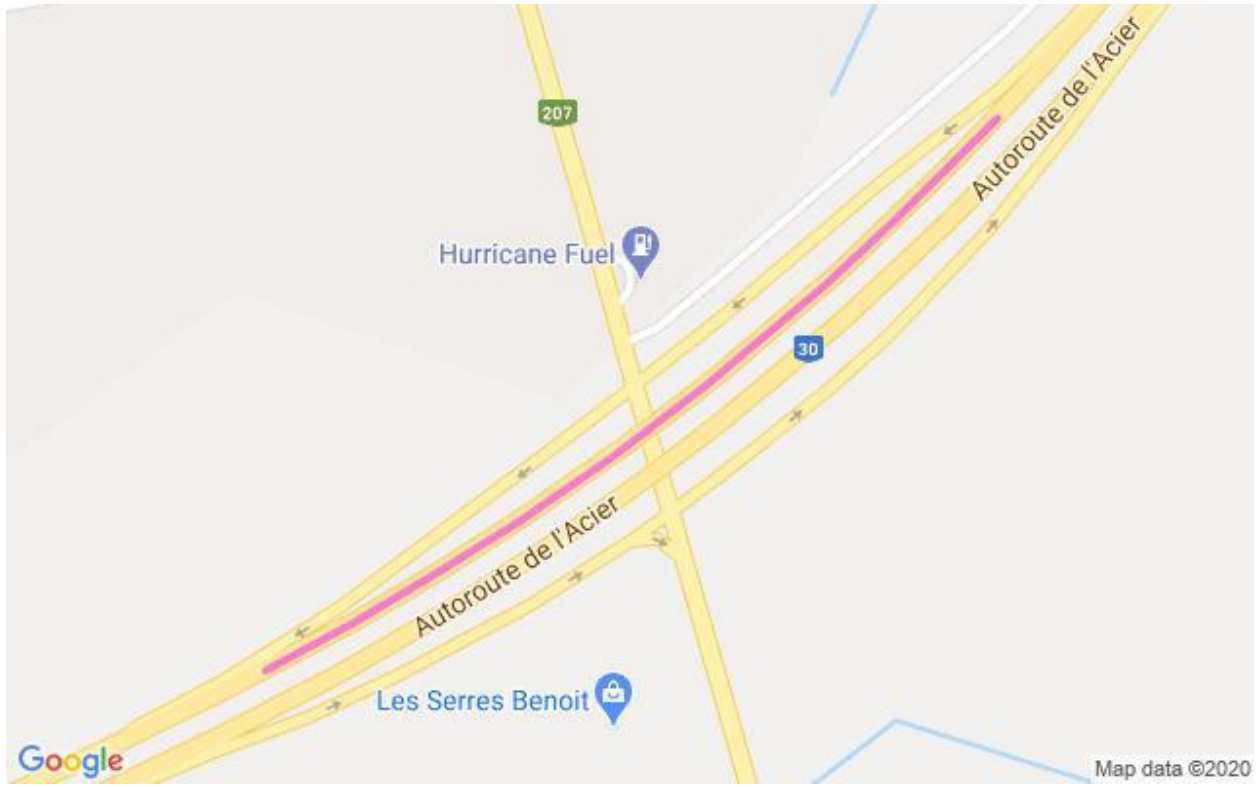 Autoroute de l'Acier
207
Hurricane Fuel
30
Autoroute de l'Acier
Les Serres Benoit
Google
Map data ©2020